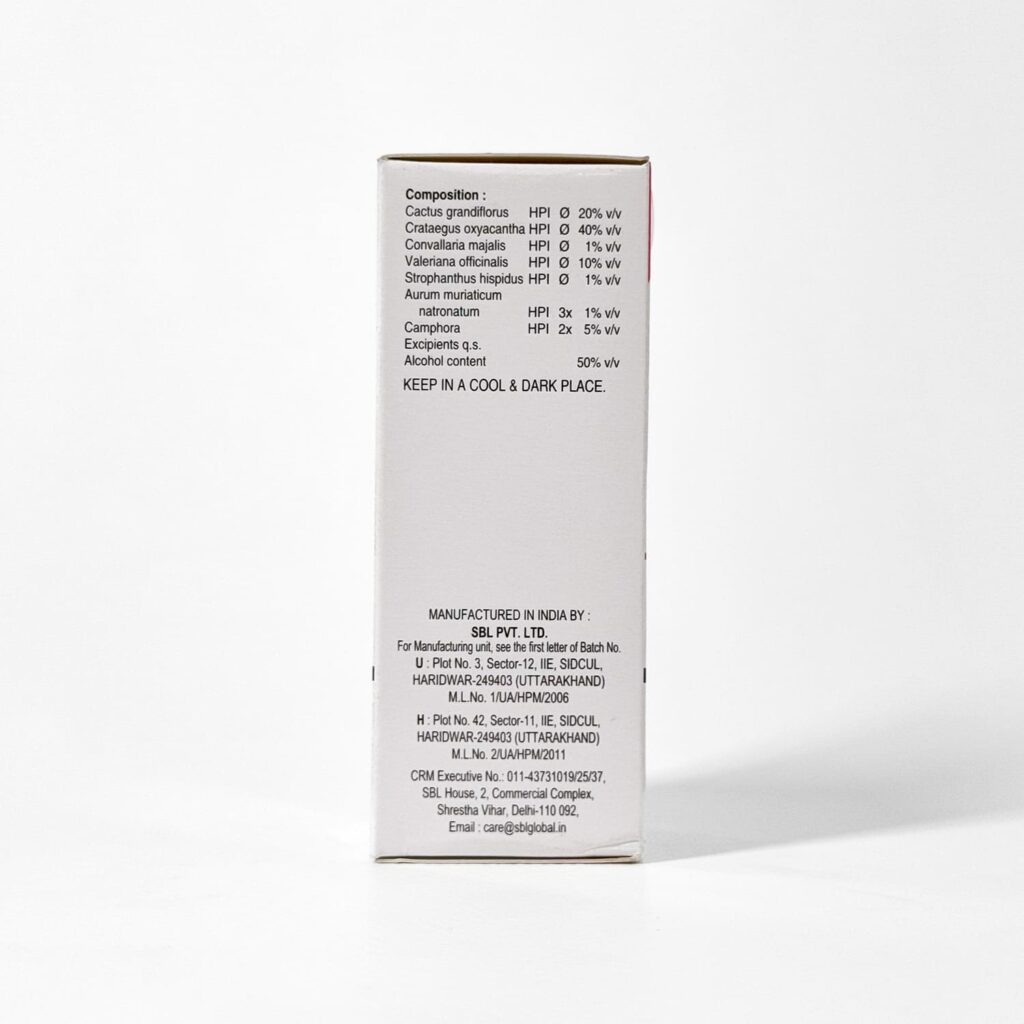 Composition :
Cactus grandiflorus HPI Ø 20% v/v
Crataegus oxyacantha HPI Ø 40% v/v
Convallaria majalis HPI Ø 1% v/v
Valeriana officinalis HPI Ø 10% v/v
Strophanthus hispidus HPI Ø 1% v/v
Aurum muriaticum
natronatum HPI 3x 1% v/v
Camphora HPI 2x 5% v/v
Excipients q.s.
Alcohol content 50% v/v
KEEP IN A COOL & DARK PLACE.
MANUFACTURED IN INDIA BY :
SBL PVT. LTD.
For Manufacturing unit, see the first letter of Batch No.
U : Plot No. 3, Sector-12, IIE, SIDCUL,
HARIDWAR-249403 (UTTARAKHAND)
M.L.No. 1/UA/HPM/2006
H : Plot No. 42, Sector-11, IIE, SIDCUL,
HARIDWAR-249403 (UTTARAKHAND)
M.L.No. 2/UA/HPM/2011
CRM Executive No.: 011-43731019/25/37,
SBL House, 2, Commercial Complex,
Shrestha Vihar, Delhi-110 092,
Email : care@sblglobal.in